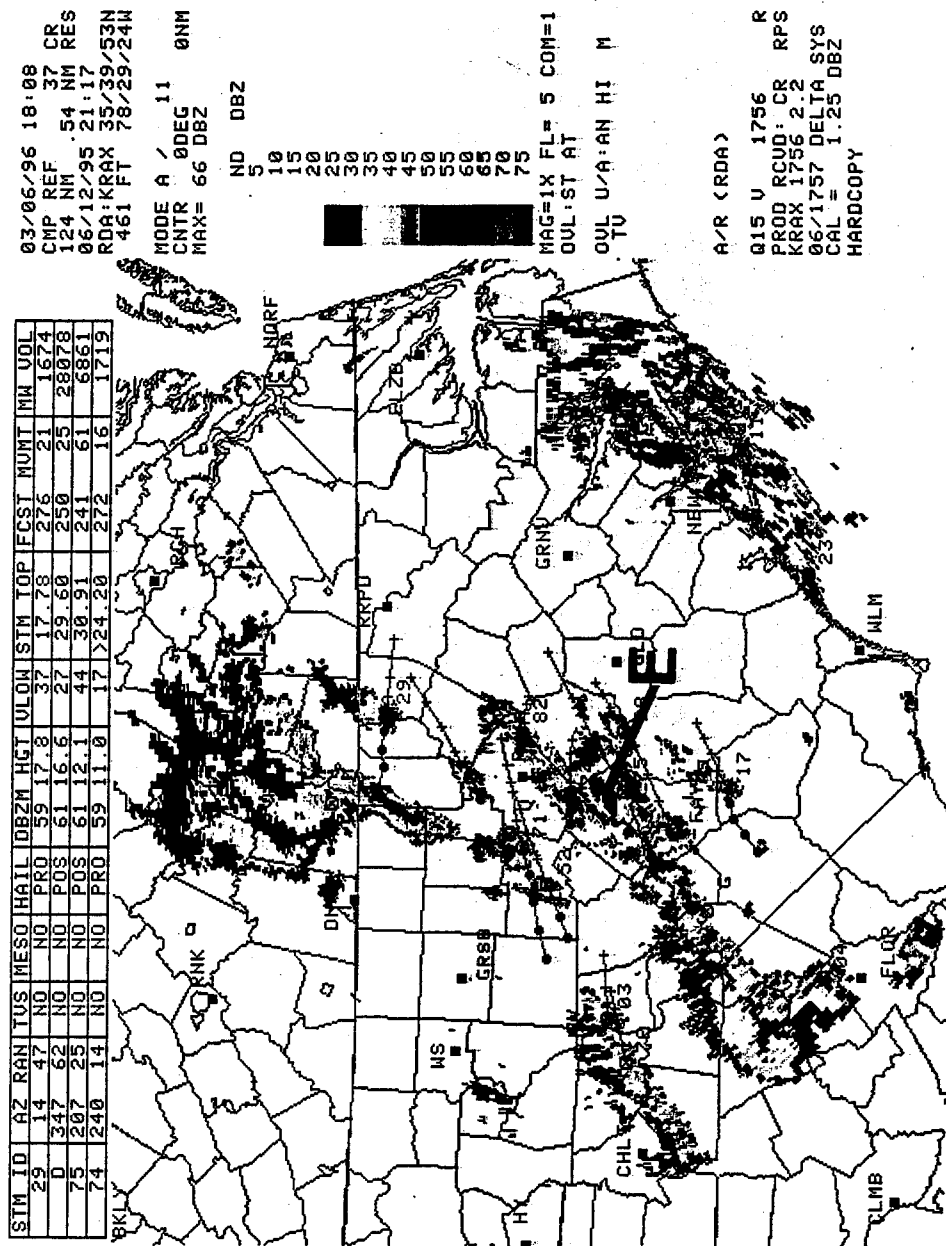 STM ID AZ RAN TVS MESO HAIL DBZM HGT VLOW STM TOP FCST MVMT MW VOL
29 14 47 NO NO PRO 59 17.8 37 17.78 276 21 1674
D 347 62 NO NO POS 61 16.6 27 29.60 250 25 28078
75 207 25 NO NO POS 61 12.1 44 30.91 241 61 6861
74 240 14 NO NO PRO 59 11.0 17 >24.20 272 16 1719
03/06/96 18:08
CMP REF 37 CR
124 NM .54 NM RES
06/12/95 21:17
RDA:KRAX 35/39/53N
461 FT 78/29/24W
MODE A / 11
CNTR 0DEG 0NM
MAX= 66 DBZ
ND DBZ
5
10
15
20
25
30
35
40
45
50
55
60
65
70
75
MAG=1X FL= 5 COM=1
OVL:ST AT
OVL U/A:AN HI M
TV
A/R (RDA)
Q15 U 1756 R
PROD RCVD: CR RPS
KRAX 1756 2.2
06/1757 DELTA SYS
CAL = 1.25 DBZ
HARDCOPY
BKL
RNK
RGH
NORF
DN
KKPD
ELZB
29
WS
GRSB
82
71
52
GRNV
GLD
E
03
CHL
G
17
NBW
23
WLM
FLOR
CLMB